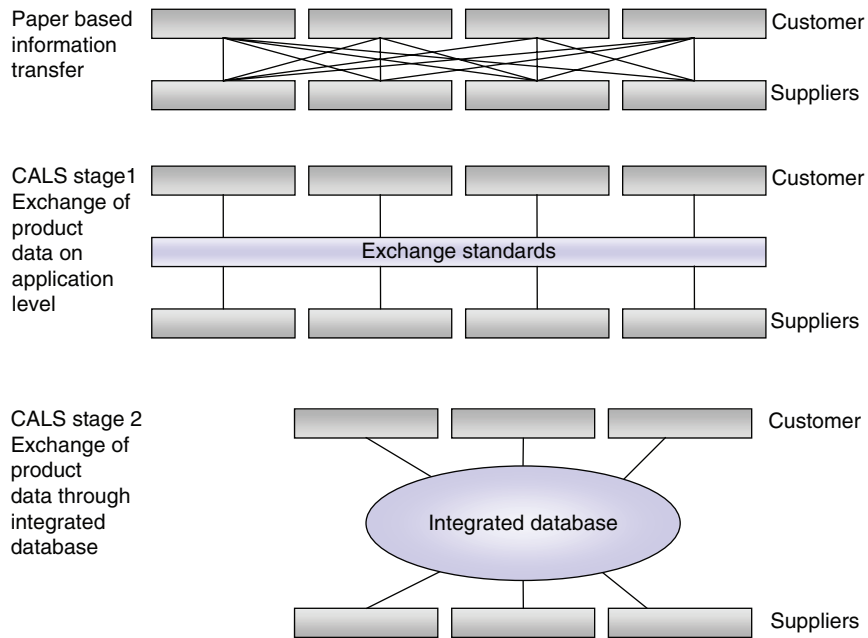 Paper based
information
transfer
Customer
Suppliers
CALS stage1
Exchange of
product
data on
application
level
Customer
Exchange standards
Suppliers
CALS stage 2
Exchange of
product
data through
integrated
database
Customer
Integrated database
Suppliers